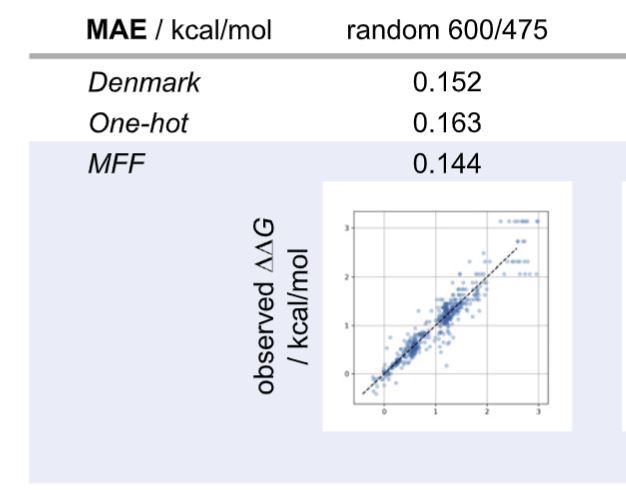 MAE / kcal/mol random 600/475
Denmark 0.152
One-hot 0.163
MFF 0.144
observed ΔΔG
/ kcal/mol
3
2
1
0
0 1 2 3